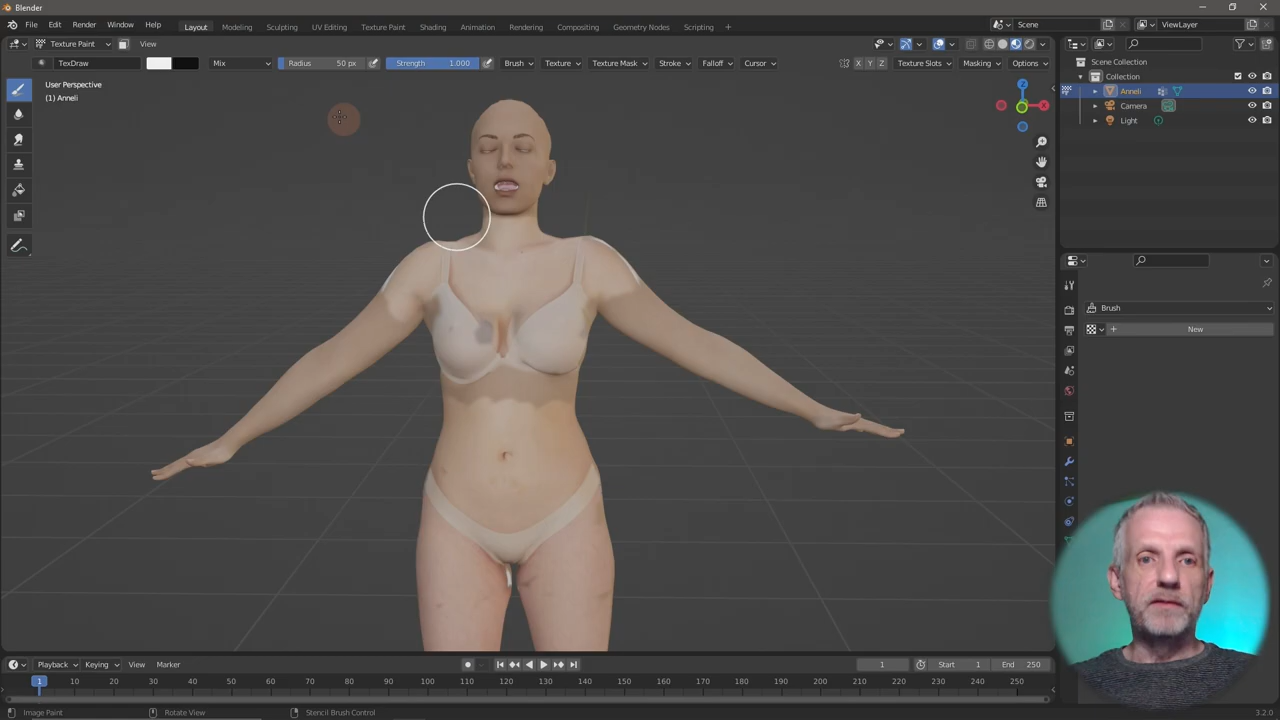 Blender
File Edit Render Window Help Layout Modeling Sculpting UV Editing Texture Paint Shading Animation Rendering Compositing Geometry Nodes Scripting + Scene ViewLayer
Texture Paint View
TexDraw Mix Radius 50 px Strength 1.000 Brush Texture Texture Mask Stroke Falloff Cursor X Y Z Texture Slots Masking Options
User Perspective
(1) Anneli
Z
X
Scene Collection
Collection
Anneli
Camera
Light
Brush
+ New
Playback Keying View Marker 1 Start 1 End 250
1 10 20 30 40 50 60 70 80 90 100 110 120 130 140 150 160 170 180 190 200 210 220 230 240 250
Image Paint Rotate View Stencil Brush Control 3.2.0